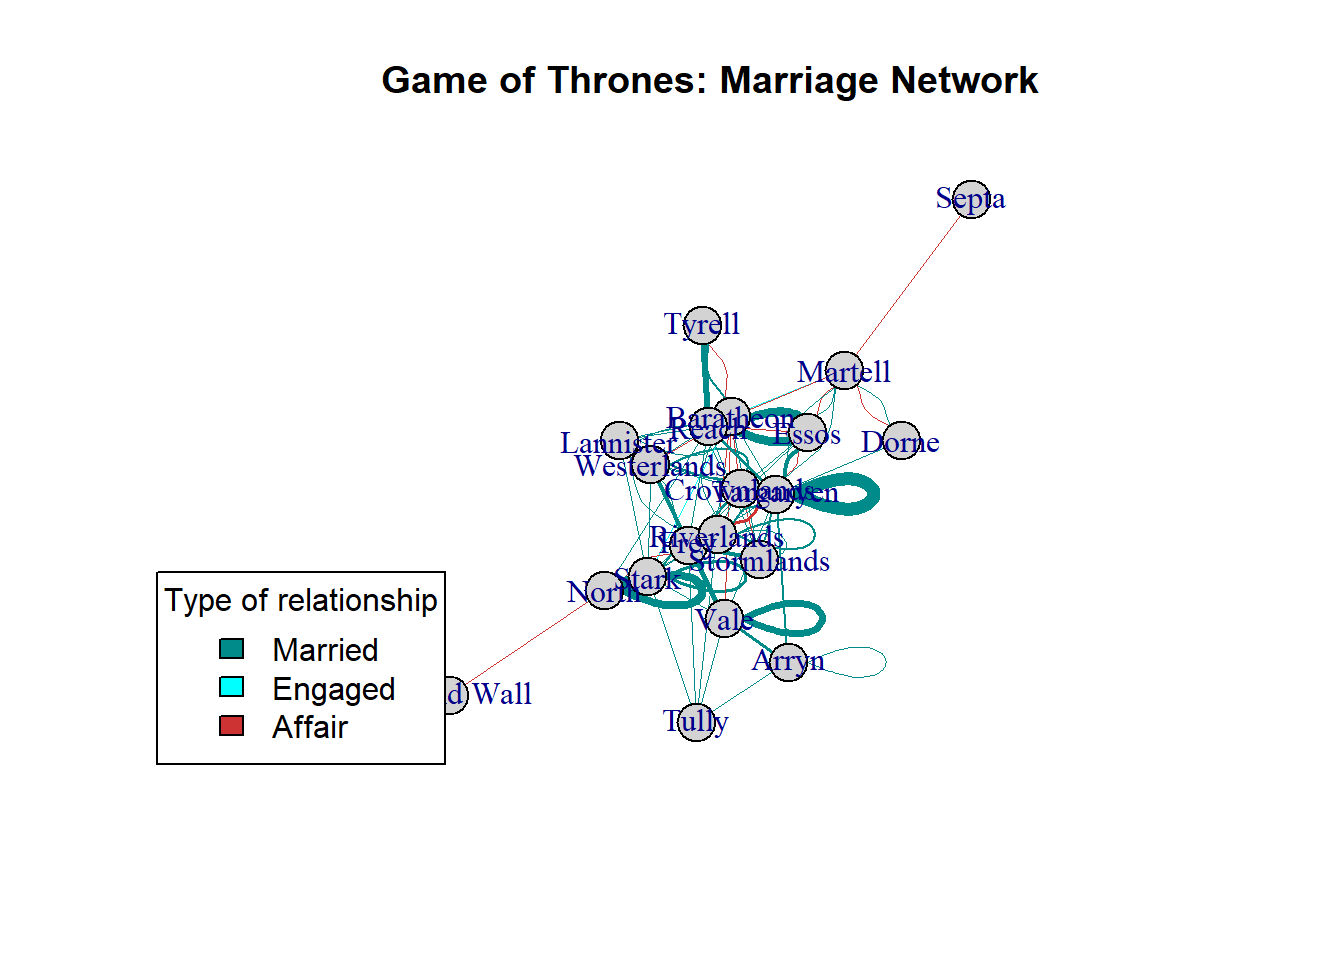 Game of Thrones: Marriage Network
Septa
Tyrell
Martell
Baratheon
Reach
Essos
Dorne
Lannister
Westerlands
Crownlands
Targaryen
Riverlands
Frey
Stormlands
Stark
North
Vale
Arryn
Wall
Tully
Type of relationship
Married
Engaged
Affair